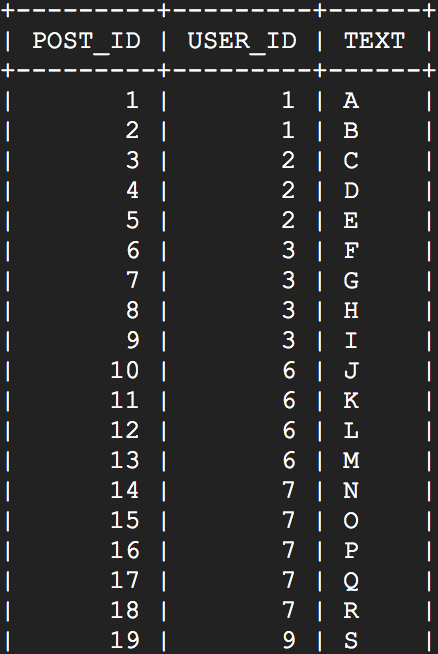 +---------+---------+------+
| POST_ID | USER_ID | TEXT |
+---------+---------+------+
|       1 |       1 | A    |
|       2 |       1 | B    |
|       3 |       2 | C    |
|       4 |       2 | D    |
|       5 |       2 | E    |
|       6 |       3 | F    |
|       7 |       3 | G    |
|       8 |       3 | H    |
|       9 |       3 | I    |
|      10 |       6 | J    |
|      11 |       6 | K    |
|      12 |       6 | L    |
|      13 |       6 | M    |
|      14 |       7 | N    |
|      15 |       7 | O    |
|      16 |       7 | P    |
|      17 |       7 | Q    |
|      18 |       7 | R    |
|      19 |       9 | S    |